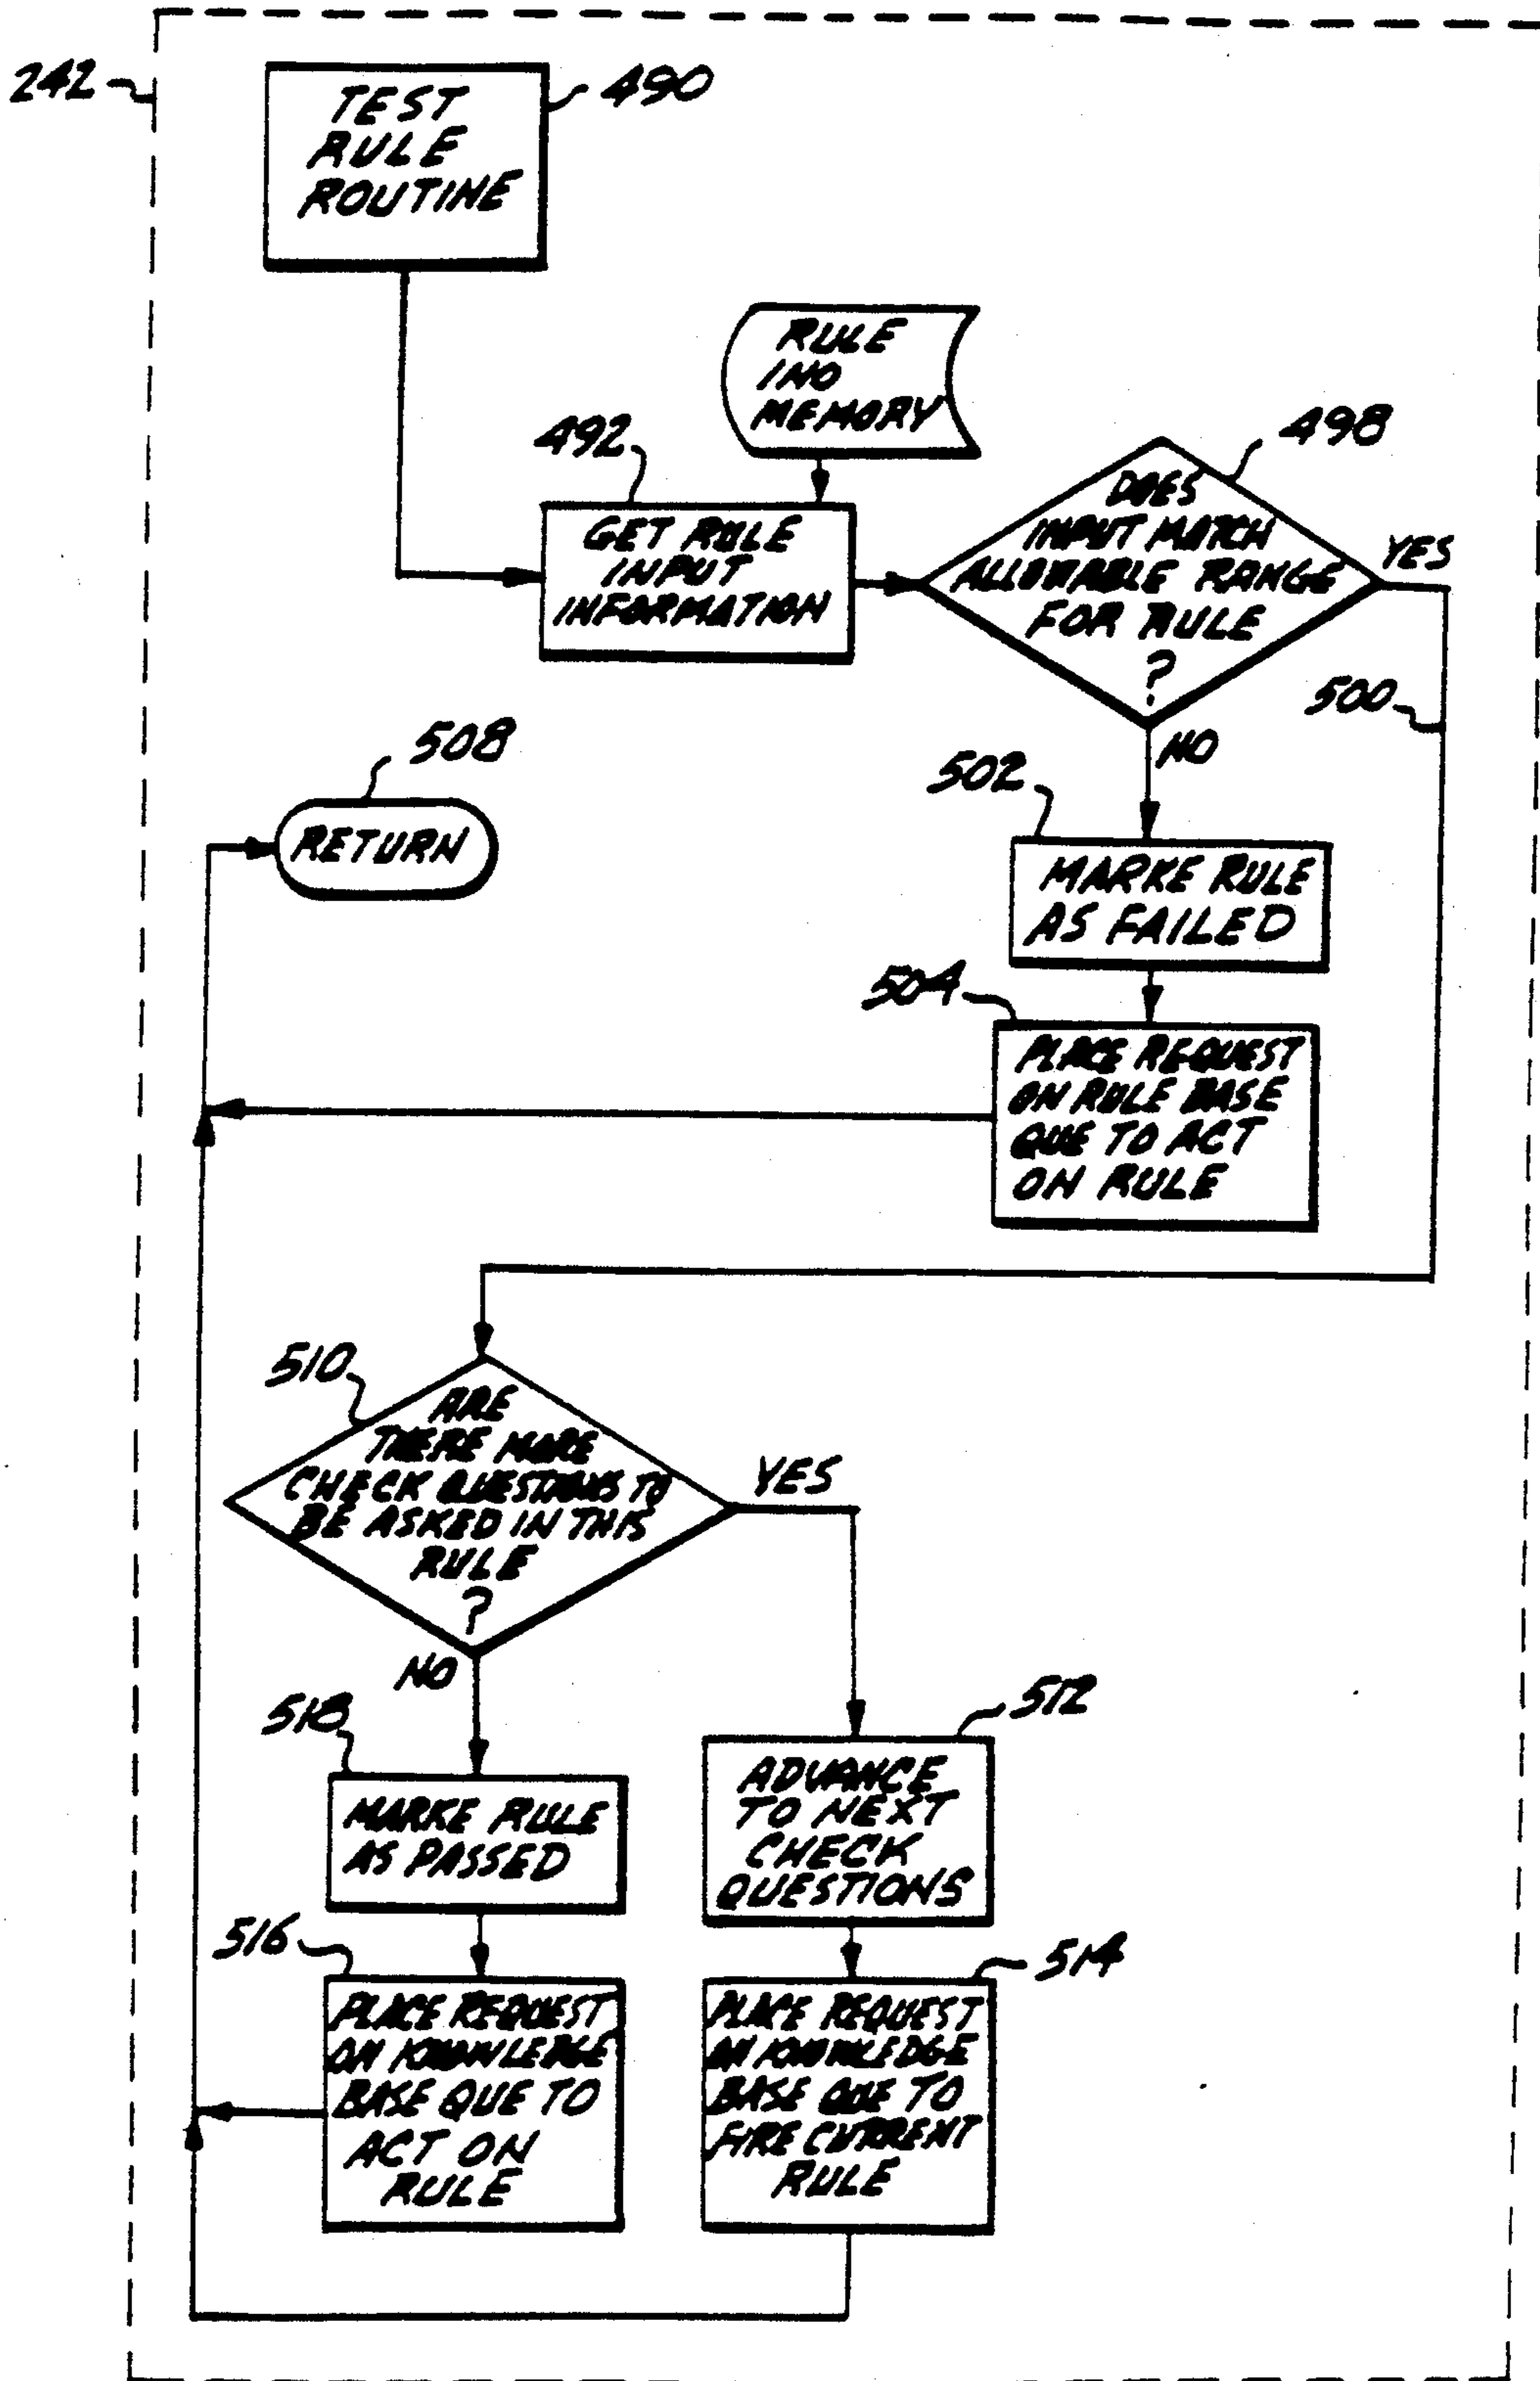 242
TEST
RULE
ROUTINE
490
RULE
INO
MEMORY
492
GET RULE
INPUT
INFORMATION
498
DOES
INPUT MATCH
ALLOWABLE RANGE
FOR RULE
?
YES
500
NO
508
RETURN
502
MARKE RULE
AS FAILED
504
PLACE REQUEST
ON RULE BASE
QUE TO ACT
ON RULE
510
ARE
THERE MORE
CHECK QUESTIONS TO
BE ASKED IN THIS
RULE
?
YES
NO
518
MARKE RULE
AS PASSED
512
ADVANCE
TO NEXT
CHECK
QUESTIONS
516
PLACE REQUEST
ON KNOWLEDGE
BASE QUE TO
ACT ON
RULE
514
PLACE REQUEST
ON KNOWLEDGE
BASE QUE TO
FIRE CURRENT
RULE